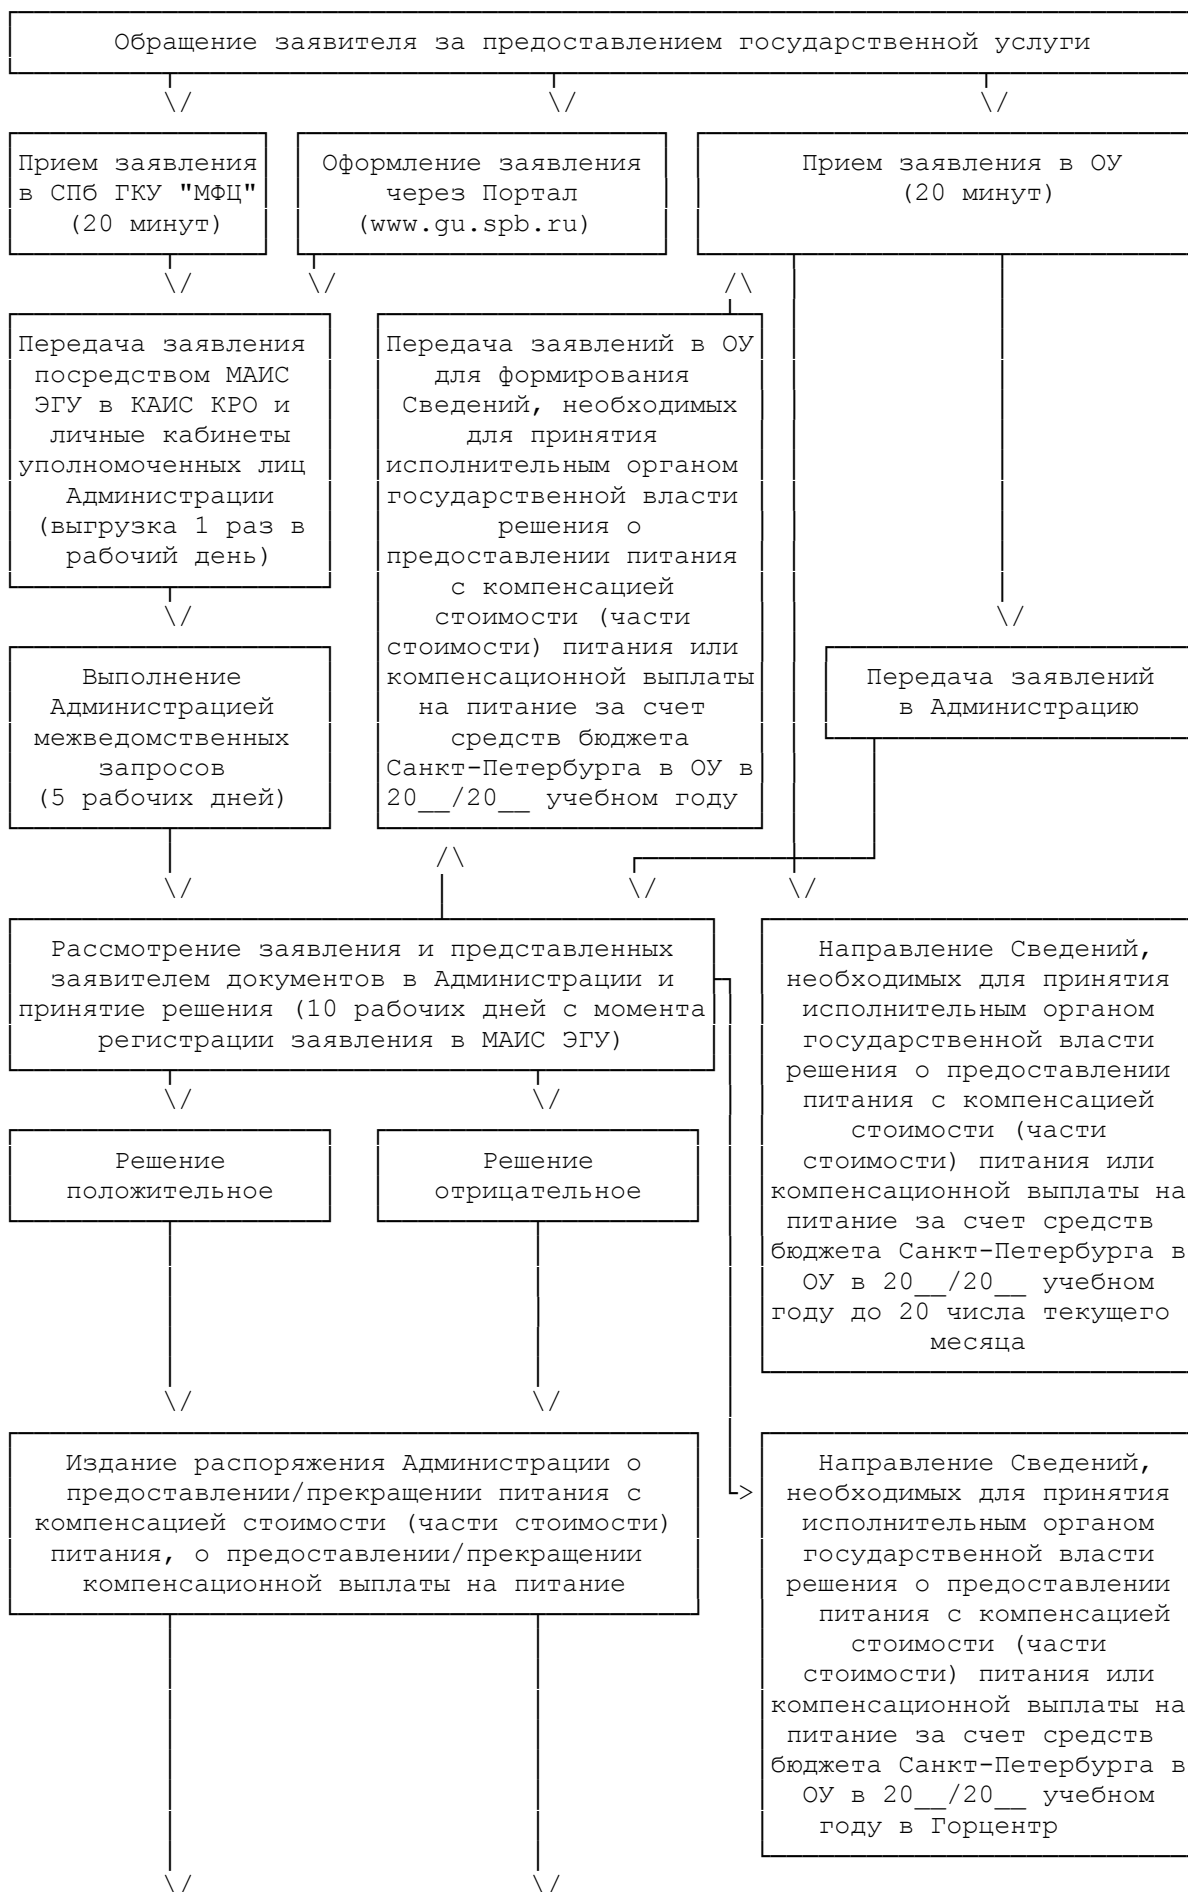 Обращение заявителя за предоставлением государственной услуги
Прием заявления
в СПб ГКУ "МФЦ"
(20 минут)
Оформление заявления
через Портал
(www.gu.spb.ru)
Прием заявления в ОУ
(20 минут)
Передача заявления
посредством МАИС
ЭГУ в КАИС КРО и
личные кабинеты
уполномоченных лиц
Администрации
(выгрузка 1 раз в
рабочий день)
Передача заявлений в ОУ
для формирования
Сведений, необходимых
для принятия
исполнительным органом
государственной власти
решения о
предоставлении питания
с компенсацией
стоимости (части
стоимости) питания или
компенсационной выплаты
на питание за счет
средств бюджета
Санкт-Петербурга в ОУ в
20__/20__ учебном году
Выполнение
Администрацией
межведомственных
запросов
(5 рабочих дней)
Передача заявлений
в Администрацию
Рассмотрение заявления и представленных
заявителем документов в Администрации и
принятие решения (10 рабочих дней с момента
регистрации заявления в МАИС ЭГУ)
Направление Сведений,
необходимых для принятия
исполнительным органом
государственной власти
решения о предоставлении
питания с компенсацией
стоимости (части
стоимости) питания или
компенсационной выплаты на
питание за счет средств
бюджета Санкт-Петербурга в
ОУ в 20__/20__ учебном
году до 20 числа текущего
месяца
Решение
положительное
Решение
отрицательное
Издание распоряжения Администрации о
предоставлении/прекращении питания с
компенсацией стоимости (части стоимости)
питания, о предоставлении/прекращении
компенсационной выплаты на питание
Направление Сведений,
необходимых для принятия
исполнительным органом
государственной власти
решения о предоставлении
питания с компенсацией
стоимости (части
стоимости) питания или
компенсационной выплаты на
питание за счет средств
бюджета Санкт-Петербурга в
ОУ в 20__/20__ учебном
году в Горцентр